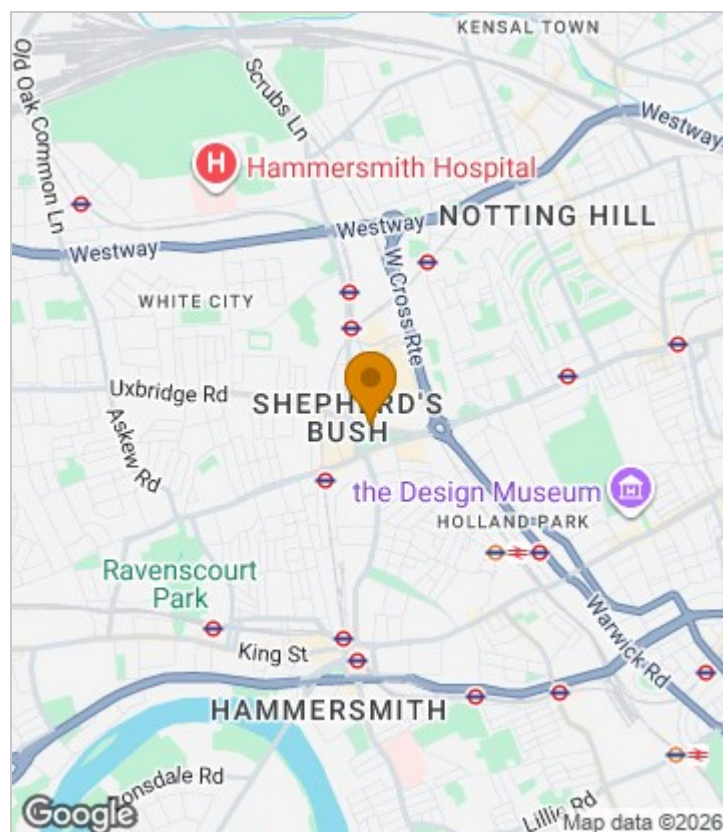 KENSAL TOWN
Old Oak Common Ln
Scrubs Ln
Westway
H
Hammersmith Hospital
NOTTING HILL
Westway
Westway
W Cross Rte
WHITE CITY
Uxbridge Rd
SHEPHERD'S
BUSH
Askew Rd
the Design Museum
HOLLAND PARK
Ravenscourt
Park
King St
Warwick Rd
HAMMERSMITH
onsdale Rd
Lillie Rd
Google
Map data ©2026